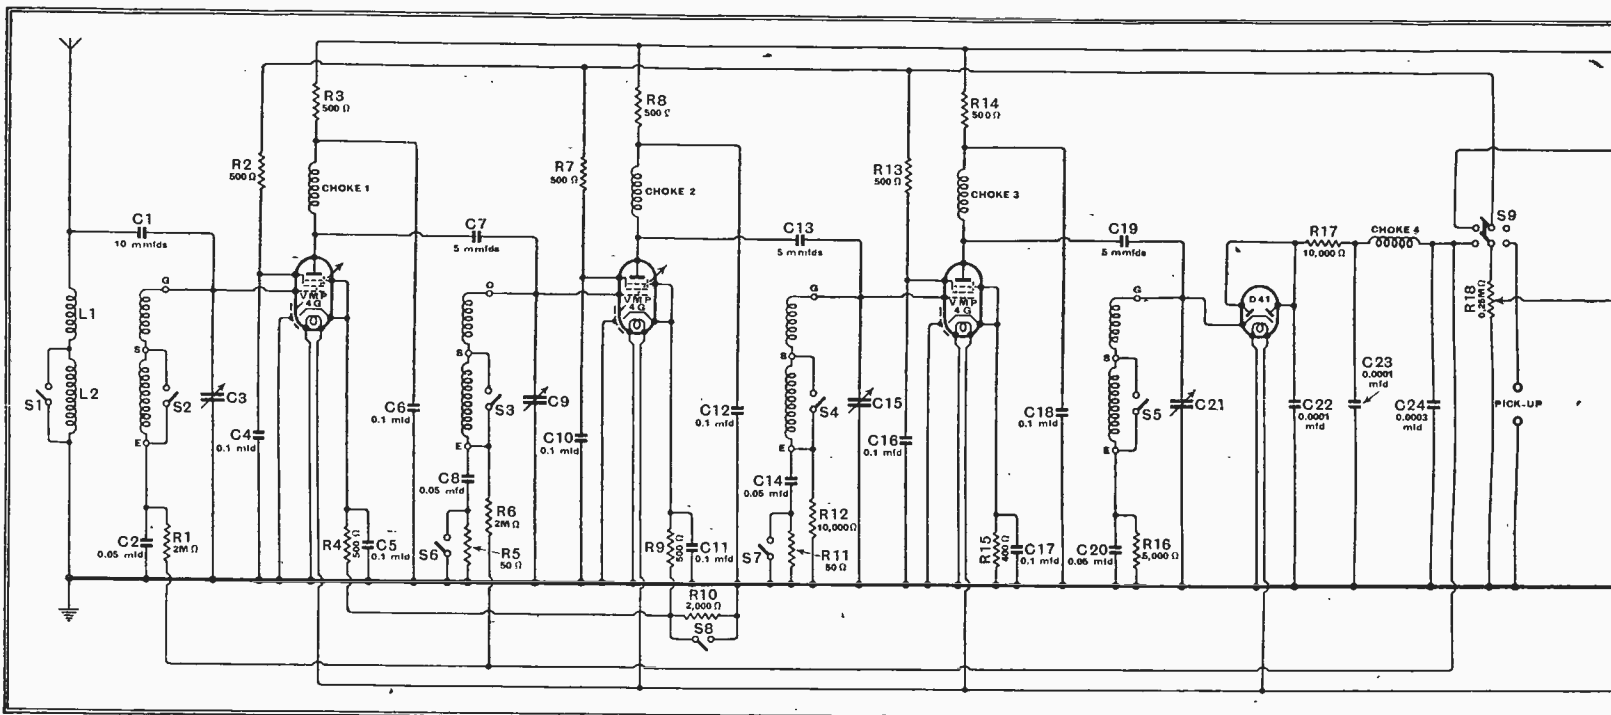 R3
500 Ω
R8
500 Ω
R14
500 Ω
R2
500 Ω
CHOKE 1
R7
500 Ω
CHOKE 2
R13
500 Ω
CHOKE 3
C1
10 mmfds
C7
5 mmfds
C13
5 mmfds
C19
5 mmfds
R17
10,000 Ω
CHOKE 4
S9
G
VMP
4G
G
VMP
4G
G
VMP
4G
G
D41
R18
0.25MΩ
L1
S
S
S
S
S1
L2
S2
C3
C6
0.1 mfd
S3
C9
C12
0.1 mfd
S4
C15
C18
0.1 mfd
S5
C21
C22
0.0001
mfd
C23
0.0001
mfd
C24
0.0003
mfd
PICK-UP
E
C4
0.1 mfd
E
C10
0.1 mfd
E
C16
0.1 mfd
E
C8
0.05 mfd
C14
0.05 mfd
R6
2MΩ
R12
10,000Ω
C2
0.05 mfd
R1
2MΩ
R4
500 Ω
C5
0.1 mfd
S6
R5
50 Ω
R9
500 Ω
C11
0.1 mfd
S7
R11
50 Ω
R15
400 Ω
C17
0.1 mfd
C20
0.05 mfd
R16
5,000 Ω
R10
2,000 Ω
S8